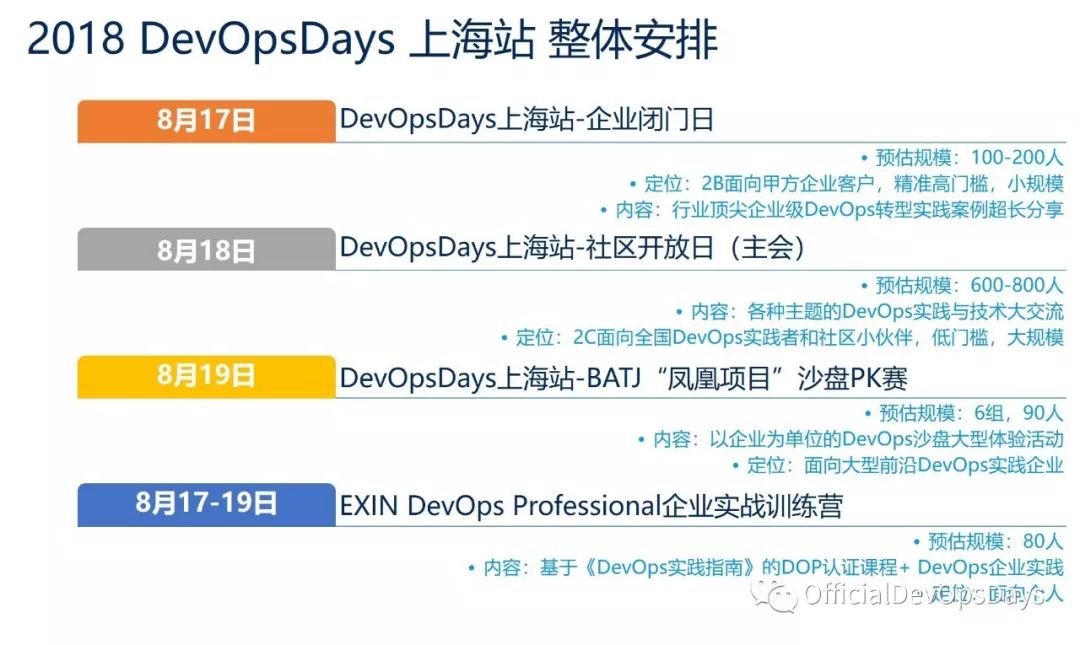 2018 DevOpsDays 上海站 整体安排
8月17日
DevOpsDays上海站-企业闭门日
• 预估规模：100-200人
• 定位：2B面向甲方企业客户，精准高门槛，小规模
• 内容：行业顶尖企业级DevOps转型实践案例超长分享
8月18日
DevOpsDays上海站-社区开放日（主会）
• 预估规模：600-800人
• 内容：各种主题的DevOps实践与技术大交流
• 定位：2C面向全国DevOps实践者和社区小伙伴，低门槛，大规模
8月19日
DevOpsDays上海站-BATJ“凤凰项目”沙盘PK赛
• 预估规模：6组，90人
• 内容：以企业为单位的DevOps沙盘大型体验活动
• 定位：面向大型前沿DevOps实践企业
8月17-19日
EXIN DevOps Professional企业实战训练营
• 预估规模：80人
• 内容：基于《DevOps实践指南》的DOP认证课程+ DevOps企业实践
• 定位：面向个人
OfficialDevOpsDays